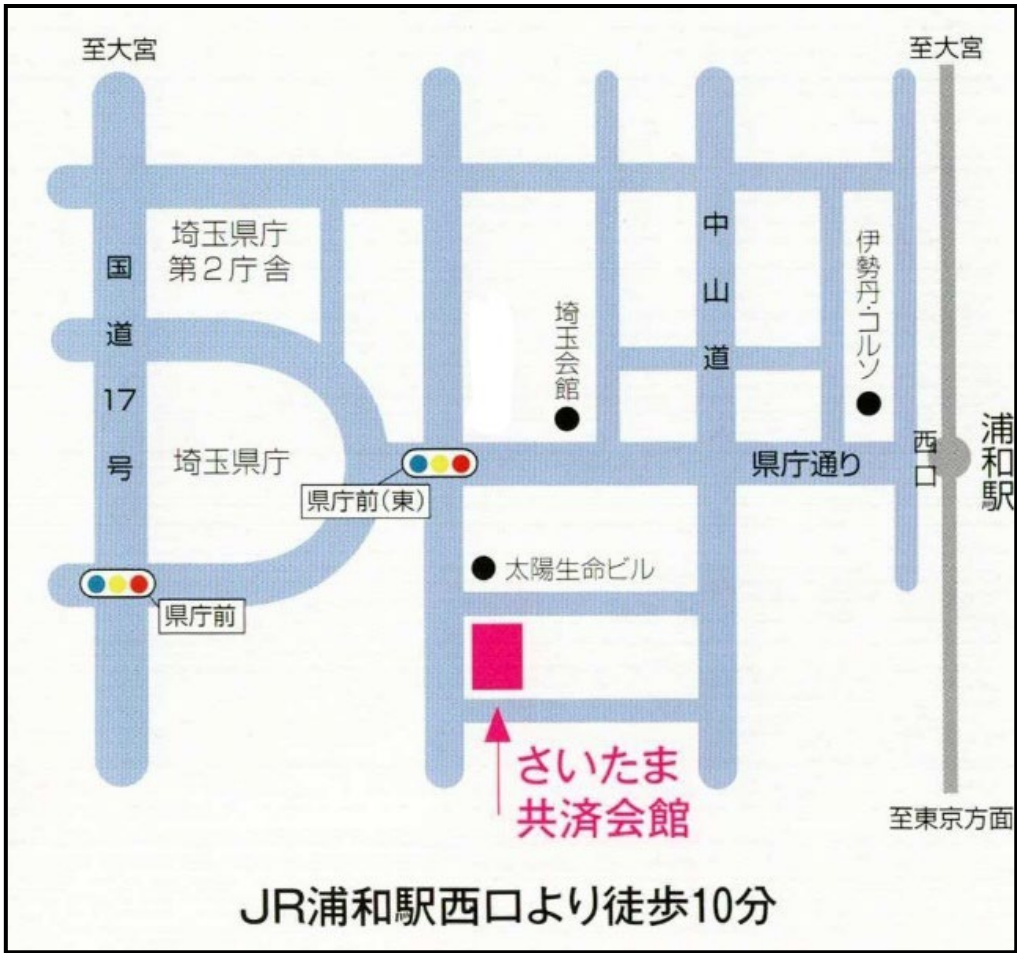 至大宮
至大宮
埼玉県庁
第2庁舎
国道17号
中山道
伊勢丹・コルソ
埼玉会館
埼玉県庁
県庁通り
西口
浦和駅
県庁前(東)
太陽生命ビル
県庁前
さいたま
共済会館
至東京方面
JR浦和駅西口より徒歩10分